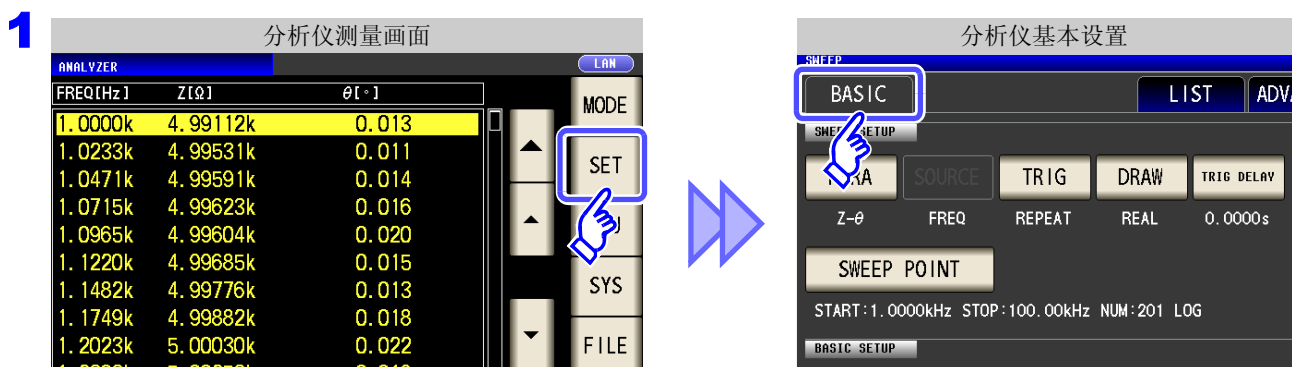 1
分析仪测量画面
ANALYZER
LAN
FREQ[Hz] Z[Ω] θ[°]
1.0000k 4.99112k 0.013
1.0233k 4.99531k 0.011
1.0471k 4.99591k 0.014
1.0715k 4.99623k 0.016
1.0965k 4.99604k 0.020
1.1220k 4.99685k 0.015
1.1482k 4.99776k 0.013
1.1749k 4.99882k 0.018
1.2023k 5.00030k 0.022
MODE
SET
SYS
FILE
分析仪基本设置
SWEEP
BASIC LIST ADVA
SWEEP SETUP
SOURCE TRIG DRAW TRIG DELAY
Z-θ FREQ REPEAT REAL 0.0000s
SWEEP POINT
START:1.0000kHz STOP:100.00kHz NUM:201 LOG
BASIC SETUP